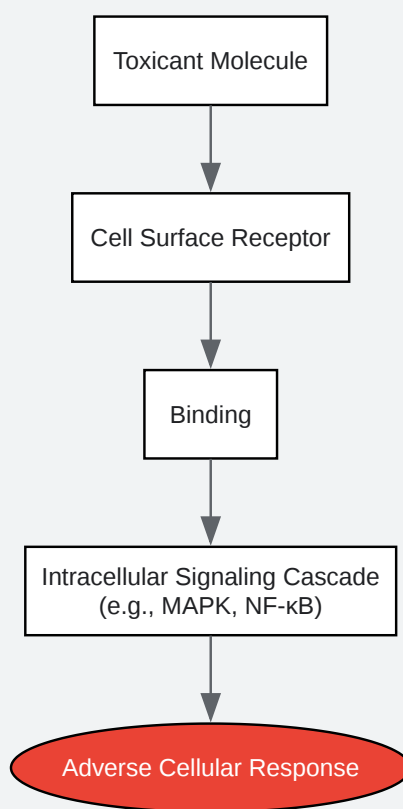 Toxicant Molecule
Cell Surface Receptor
Binding
Intracellular Signaling Cascade
(e.g., MAPK, NF-κB)
Adverse Cellular Response